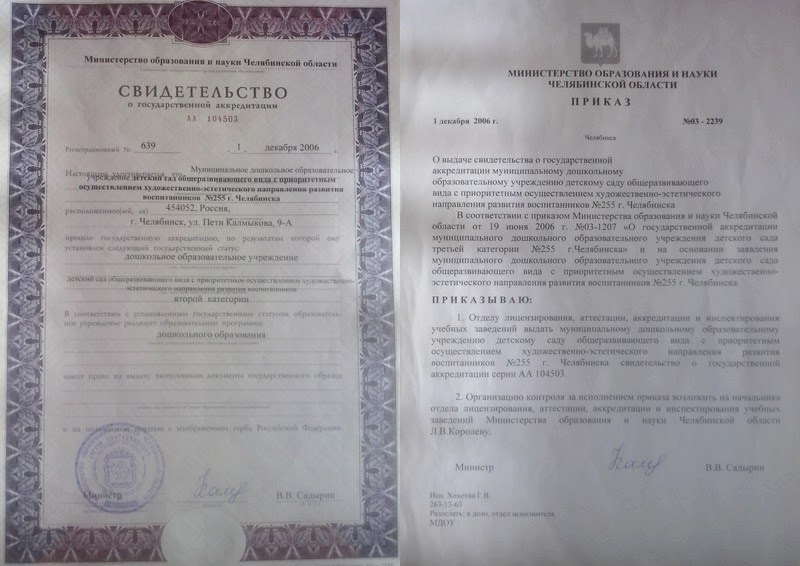 Министерство образования и науки Челябинской области
СВИДЕТЕЛЬСТВО
о государственной аккредитации
АА 104503
Регистрационный № 639 . 1 . декабря 2006 г.
Настоящее свидетельство Муниципальное дошкольное образовательное
учреждение детский сад общеразвивающего вида с приоритетным
осуществлением художественно-эстетического направления развития
воспитанников №255 г. Челябинска
расположенное(й, ая) 454052, Россия,
г. Челябинск, ул. Пети Калмыкова, 9-А
прошло государственную аккредитацию, по результатам которой ему
установлен следующий государственный статус:
дошкольное образовательное учреждение
детский сад общеразвивающего вида с приоритетным осуществлением художественно-
эстетического направления развития воспитанников
второй категории
В соответствии с установленным государственным статусом образователь-
ное учреждение реализует образовательные программы
дошкольного образования
имеет право на выдачу выпускникам документа государственного образца
и на пользование печатью с изображением герба Российской Федерации.
Министр В.В. Садырин
МИНИСТЕРСТВО ОБРАЗОВАНИЯ И НАУКИ
ЧЕЛЯБИНСКОЙ ОБЛАСТИ
ПРИКАЗ
1 декабря 2006 г. №03 - 2239
Челябинск
О выдаче свидетельства о государственной
аккредитации муниципальному дошкольному
образовательному учреждению детскому саду общеразвивающего
вида с приоритетным осуществлением художественно-эстетического
направления развития воспитанников №255 г. Челябинска
В соответствии с приказом Министерства образования и науки Челябинской
области от 19 июня 2006 г. №03-1207 «О государственной аккредитации
муниципального дошкольного образовательного учреждения детского сада
третьей категории №255 г.Челябинска» и на основании заявления
муниципального дошкольного образовательного учреждения детского сада
общеразвивающего вида с приоритетным осуществлением художественно-
эстетического направления развития воспитанников №255 г. Челябинска
ПРИКАЗЫВАЮ:
1. Отделу лицензирования, аттестации, аккредитации и инспектирования
учебных заведений выдать муниципальному дошкольному образовательному
учреждению детскому саду общеразвивающего вида с приоритетным
осуществлением художественно-эстетического направления развития
воспитанников №255 г. Челябинска свидетельство о государственной
аккредитации серии АА 104503.
2. Организацию контроля за исполнением приказа возложить на начальника
отдела лицензирования, аттестации, аккредитации и инспектирования учебных
заведений Министерства образования и науки Челябинской области
Л.В.Королеву.
Министр В.В. Садырин
Исп. Хохотва Г.В.
263-13-63
Разослать: в дело, отдел исполнителя,
МДОУ